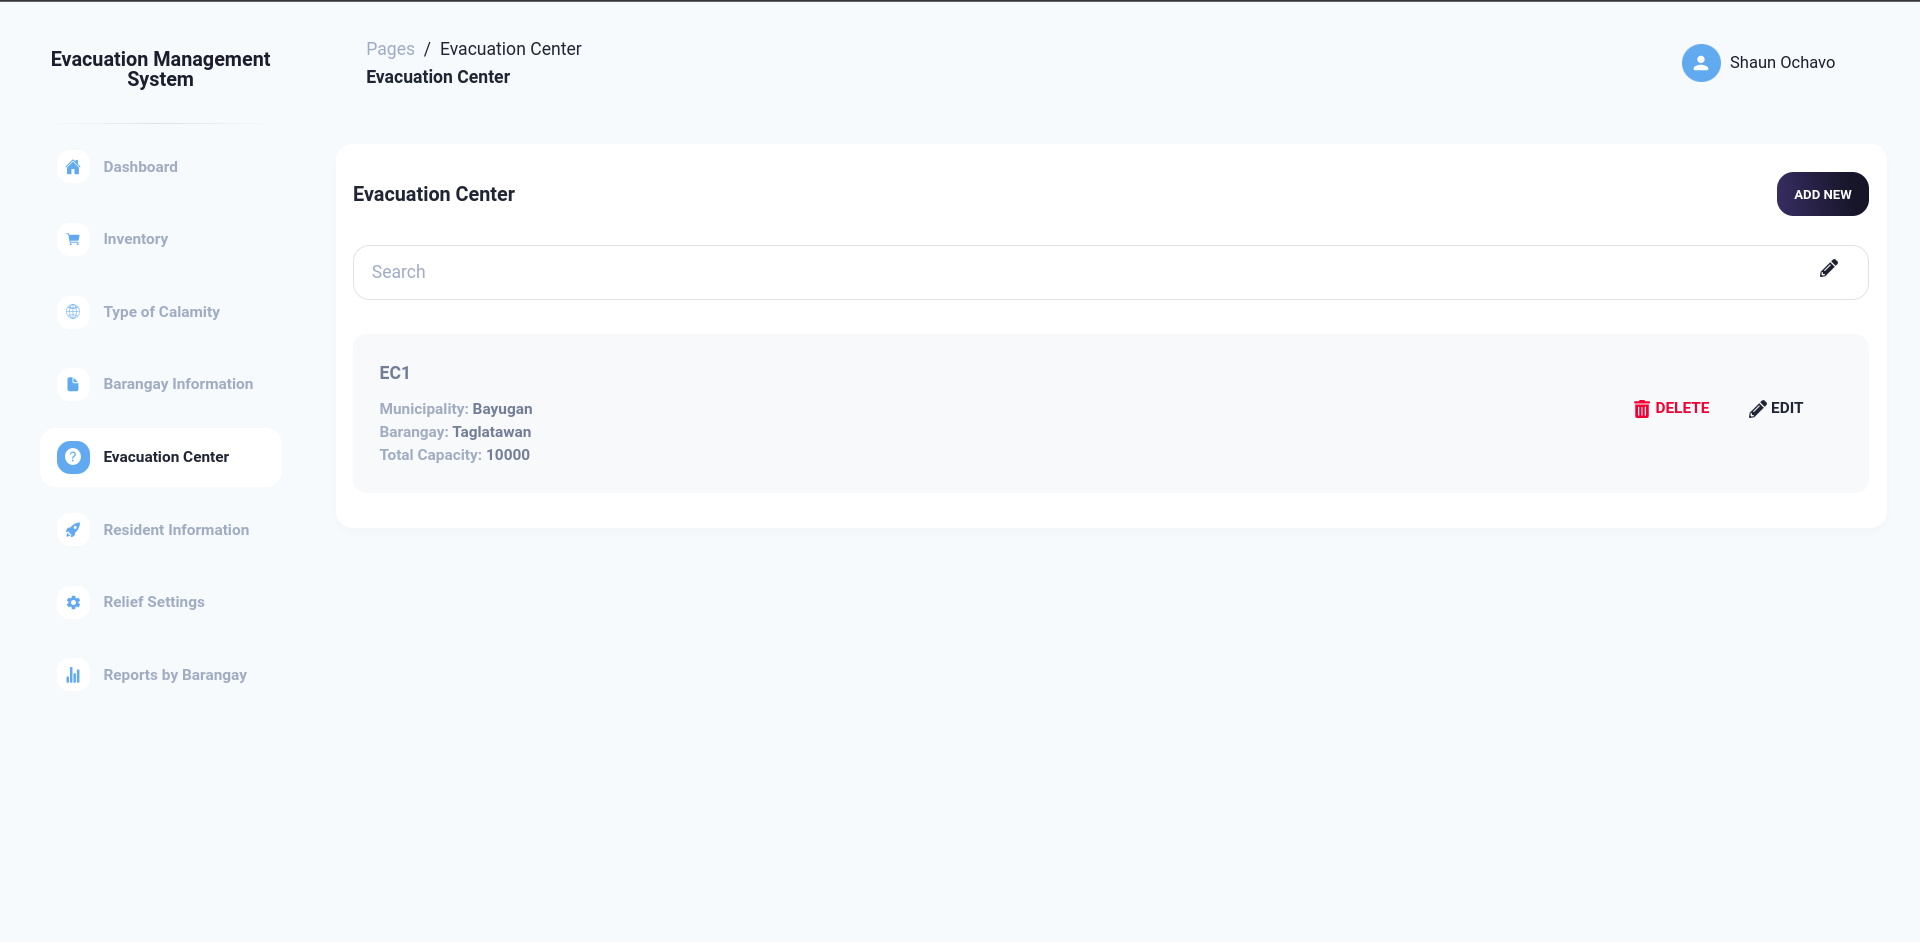 Evacuation Management
System
Dashboard
Inventory
Type of Calamity
Barangay Information
Evacuation Center
Resident Information
Relief Settings
Reports by Barangay
Pages / Evacuation Center
Evacuation Center
Shaun Ochavo
Evacuation Center
ADD NEW
Search
EC1
Municipality: Bayugan
Barangay: Taglatawan
Total Capacity: 10000
DELETE
EDIT